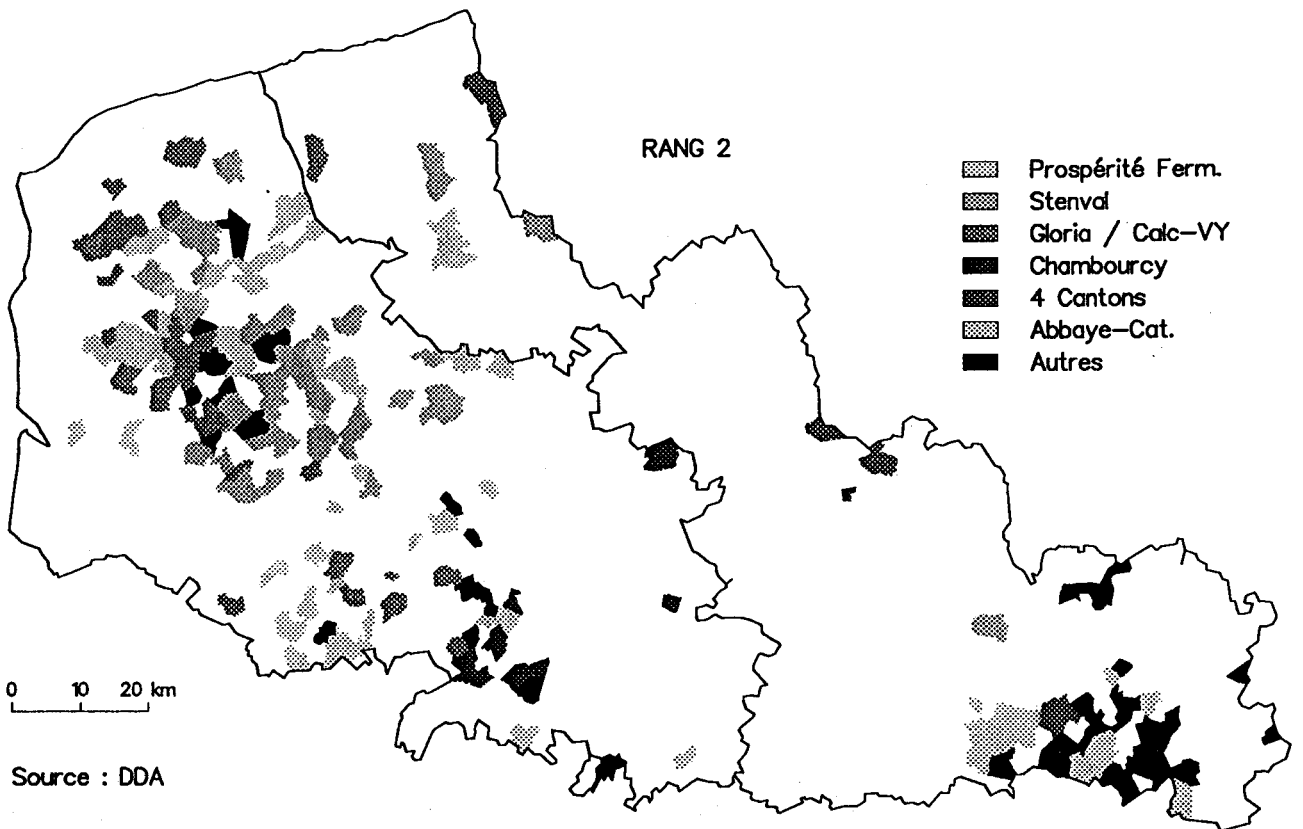 RANG 2
Prospérité Ferm.
Stenval
Gloria / Calc-VY
Chambourcy
4 Cantons
Abbaye-Cat.
Autres
0 10 20 km
Source : DDA